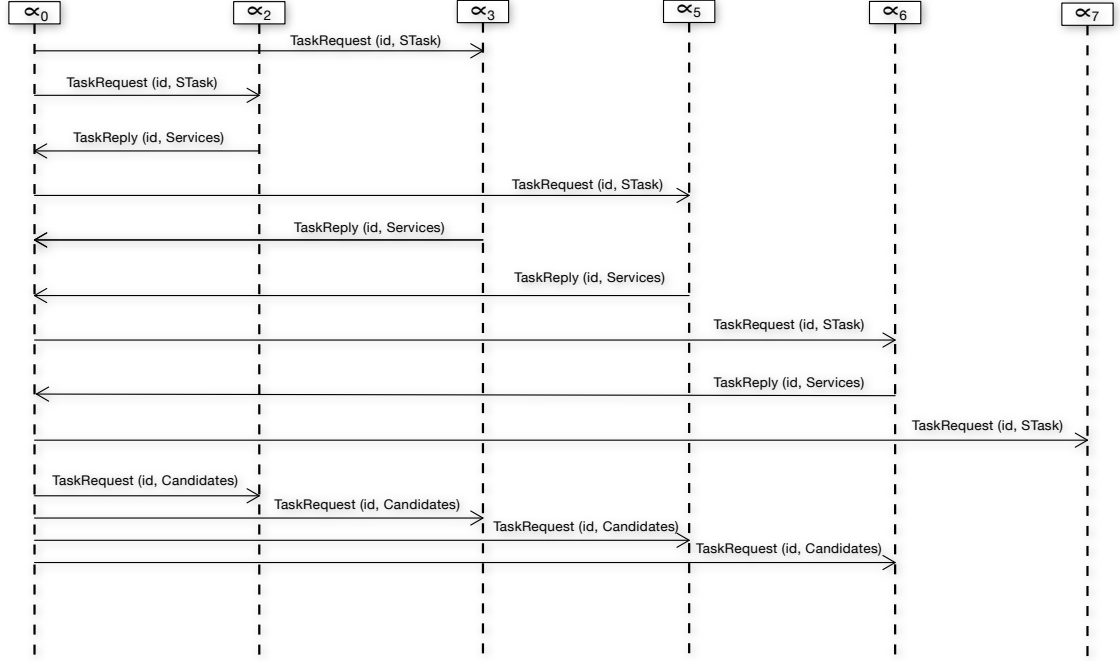 ∝0 ∝2 ∝3 ∝5 ∝6 ∝7
TaskRequest (id, STask)
TaskRequest (id, STask)
TaskReply (id, Services)
TaskRequest (id, STask)
TaskReply (id, Services)
TaskReply (id, Services)
TaskRequest (id, STask)
TaskReply (id, Services)
TaskRequest (id, STask)
TaskRequest (id, Candidates)
TaskRequest (id, Candidates)
TaskRequest (id, Candidates)
TaskRequest (id, Candidates)